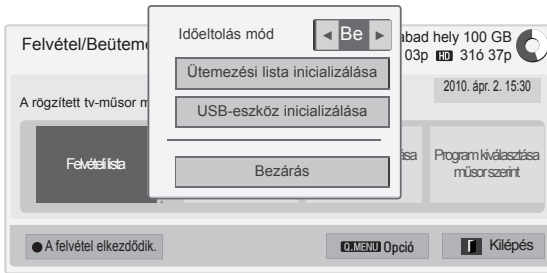 Felvétel/Beüteme
Időeltolás mód ◄ Be ►
Ütemezési lista inicializálása
USB-eszköz inicializálása
Bezárás
abad hely 100 GB
03p HD 31ó 37p
2010. ápr. 2. 15:30
A rögzített tv-műsor m
Felvételi lista
ása
Program kiválasztása
műsor szerint
● A felvétel elkezdődik.
Q.MENU Opció
Kilépés